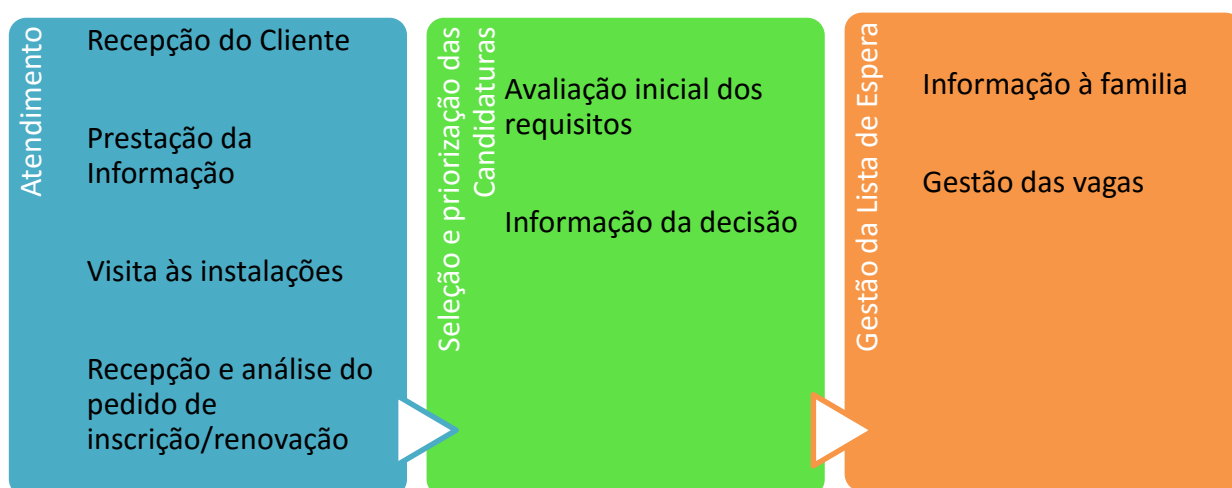 Atendimento
Recepção do Cliente
Prestação da
Informação
Visita às instalações
Recepção e análise do
pedido de
inscrição/renovação
Seleção e priorização das
Candidaturas
Avaliação inicial dos
requisitos
Informação da decisão
Gestão da Lista de Espera
Informação à familia
Gestão das vagas